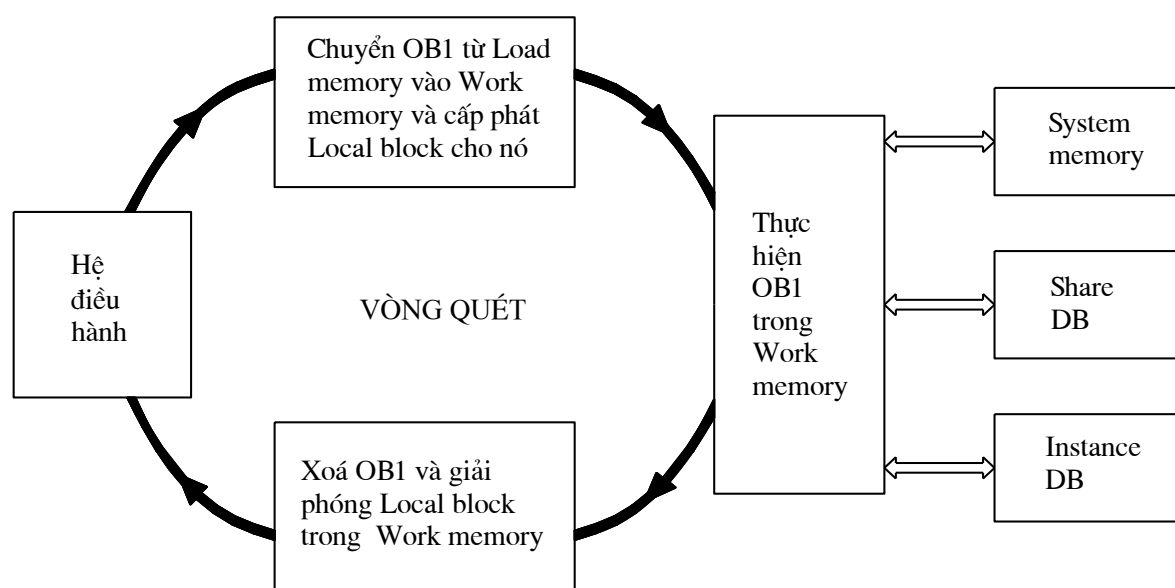 Chuyển OB1 từ Load
memory vào Work
memory và cấp phát
Local block cho nó
System
memory
Thực
hiện
OB1
trong
Work
memory
Hệ
điều
hành
VÒNG QUÉT
Share
DB
Xoá OB1 và giải
phóng Local block
trong Work memory
Instance
DB